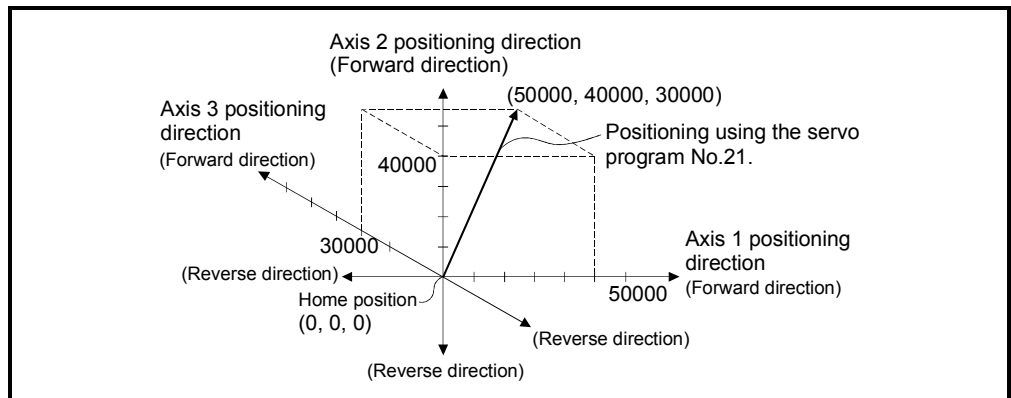 Axis 2 positioning direction
(Forward direction)
(50000, 40000, 30000)
Axis 3 positioning
direction
(Forward direction)
Positioning using the servo
program No.21.
40000
30000
Axis 1 positioning
direction
(Forward direction)
(Reverse direction)
50000
Home position
(0, 0, 0)
(Reverse direction)
(Reverse direction)